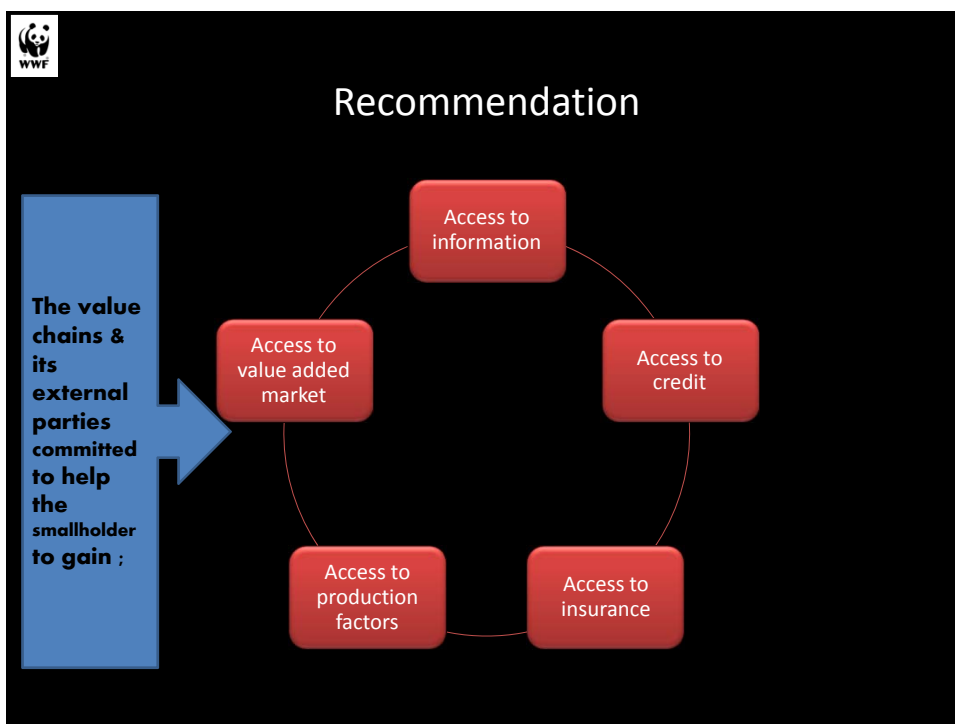 WWF
Recommendation
The value
chains &
its
external
parties
committed
to help
the
smallholder
to gain ;
Access to
information
Access to
credit
Access to
insurance
Access to
production
factors
Access to
value added
market